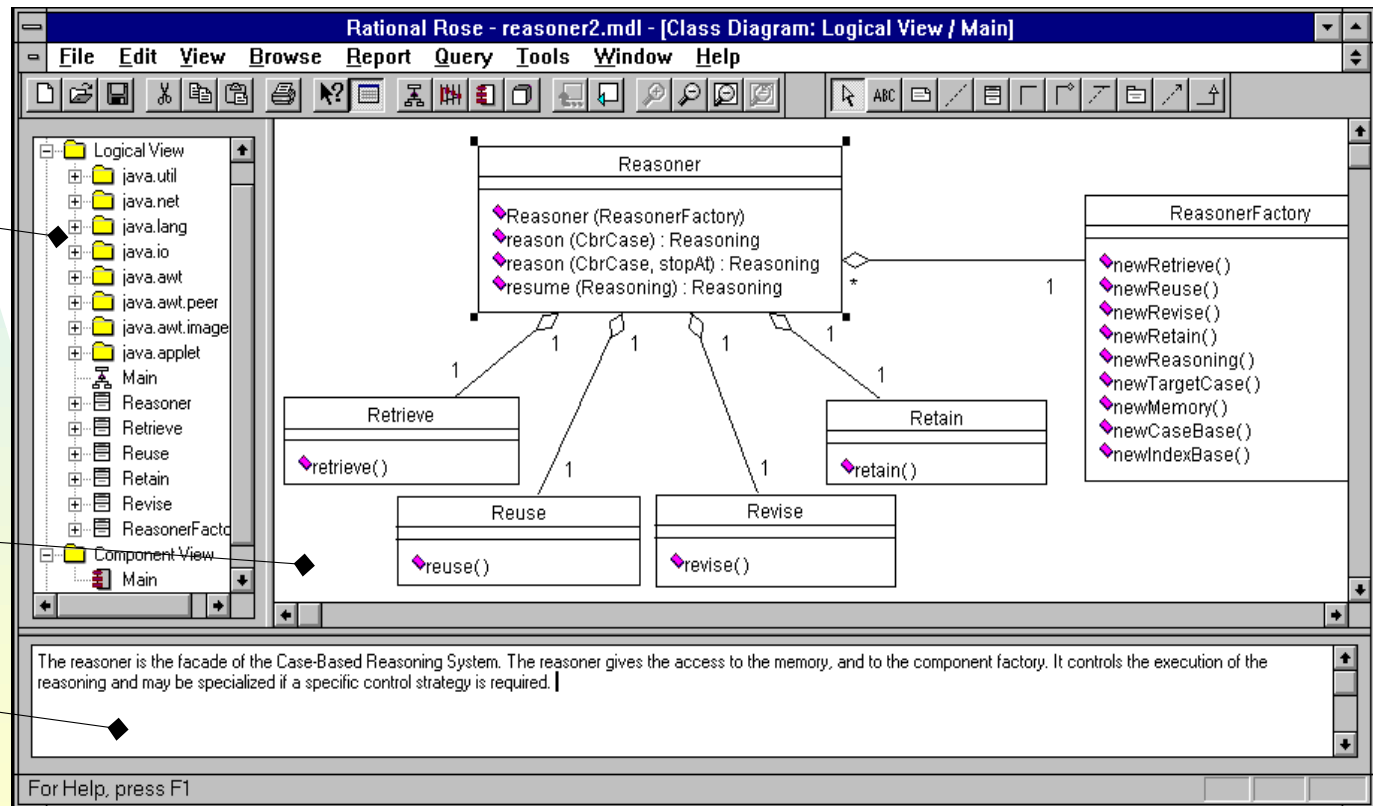 Rational Rose - reasoner2.mdl - [Class Diagram: Logical View / Main]
File Edit View Browse Report Query Tools Window Help
ABC
Logical View
java.util
java.net
java.lang
java.io
java.awt
java.awt.peer
java.awt.image
java.applet
Main
Reasoner
Retrieve
Reuse
Retain
Revise
ReasonerFacto
Component View
Main
Reasoner
Reasoner (ReasonerFactory)
reason (CbrCase) : Reasoning
reason (CbrCase, stopAt) : Reasoning
resume (Reasoning) : Reasoning
*
1
ReasonerFactory
newRetrieve()
newReuse()
newRevise()
newRetain()
newReasoning()
newTargetCase()
newMemory()
newCaseBase()
newIndexBase()
1
1
1
1
1
1
1
1
Retrieve
retrieve()
Retain
retain()
Reuse
reuse()
Revise
revise()
The reasoner is the facade of the Case-Based Reasoning System. The reasoner gives the access to the memory, and to the component factory. It controls the execution of the
reasoning and may be specialized if a specific control strategy is required.
For Help, press F1